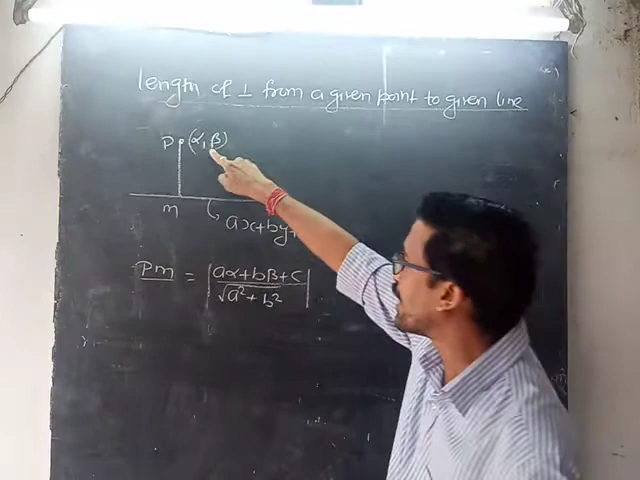 length of ⊥ from a given point to given line
P (α, β)
m
ax+by+
Pm = |aα+bβ+c / √a²+b²|